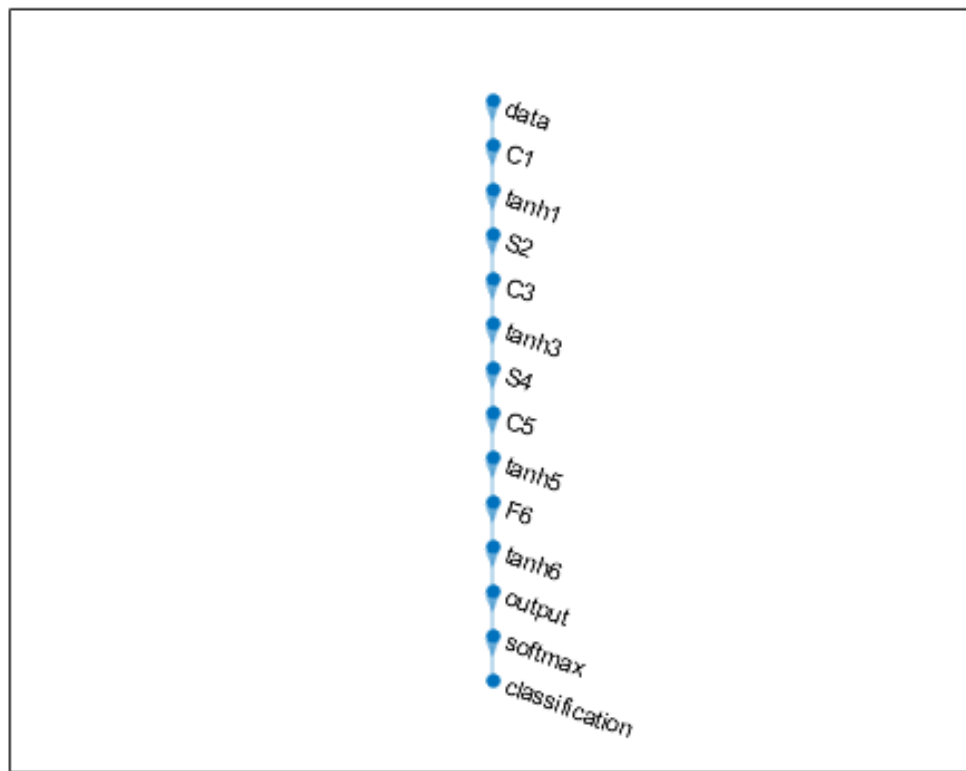 data
C1
tanh1
S2
C3
tanh3
S4
C5
tanh5
F6
tanh6
output
softmax
classification